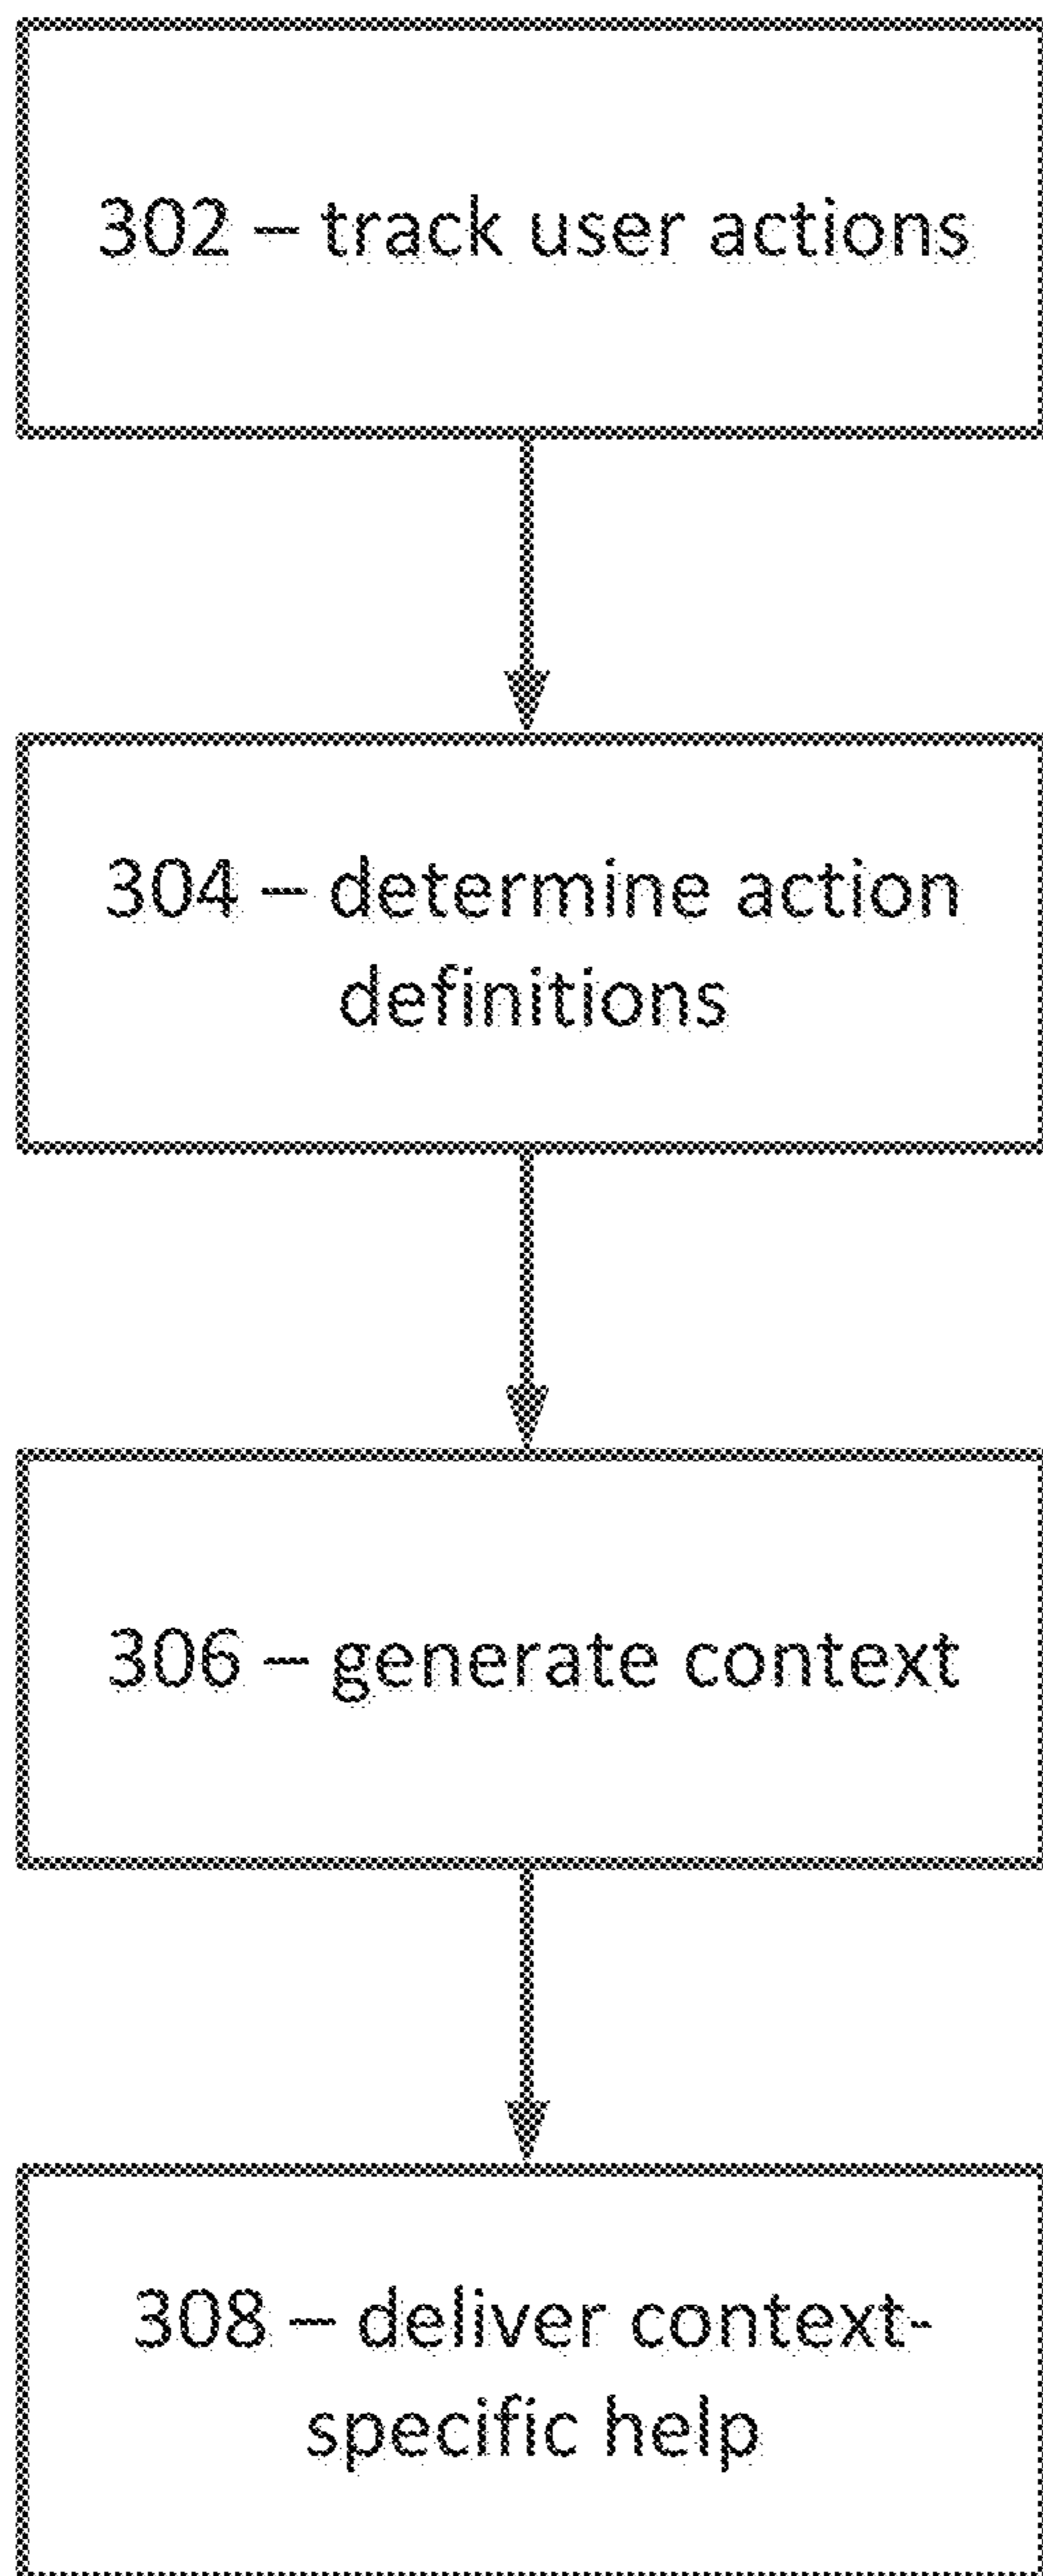 302 – track user actions
304 – determine action
definitions
306 – generate context
308 – deliver context-
specific help